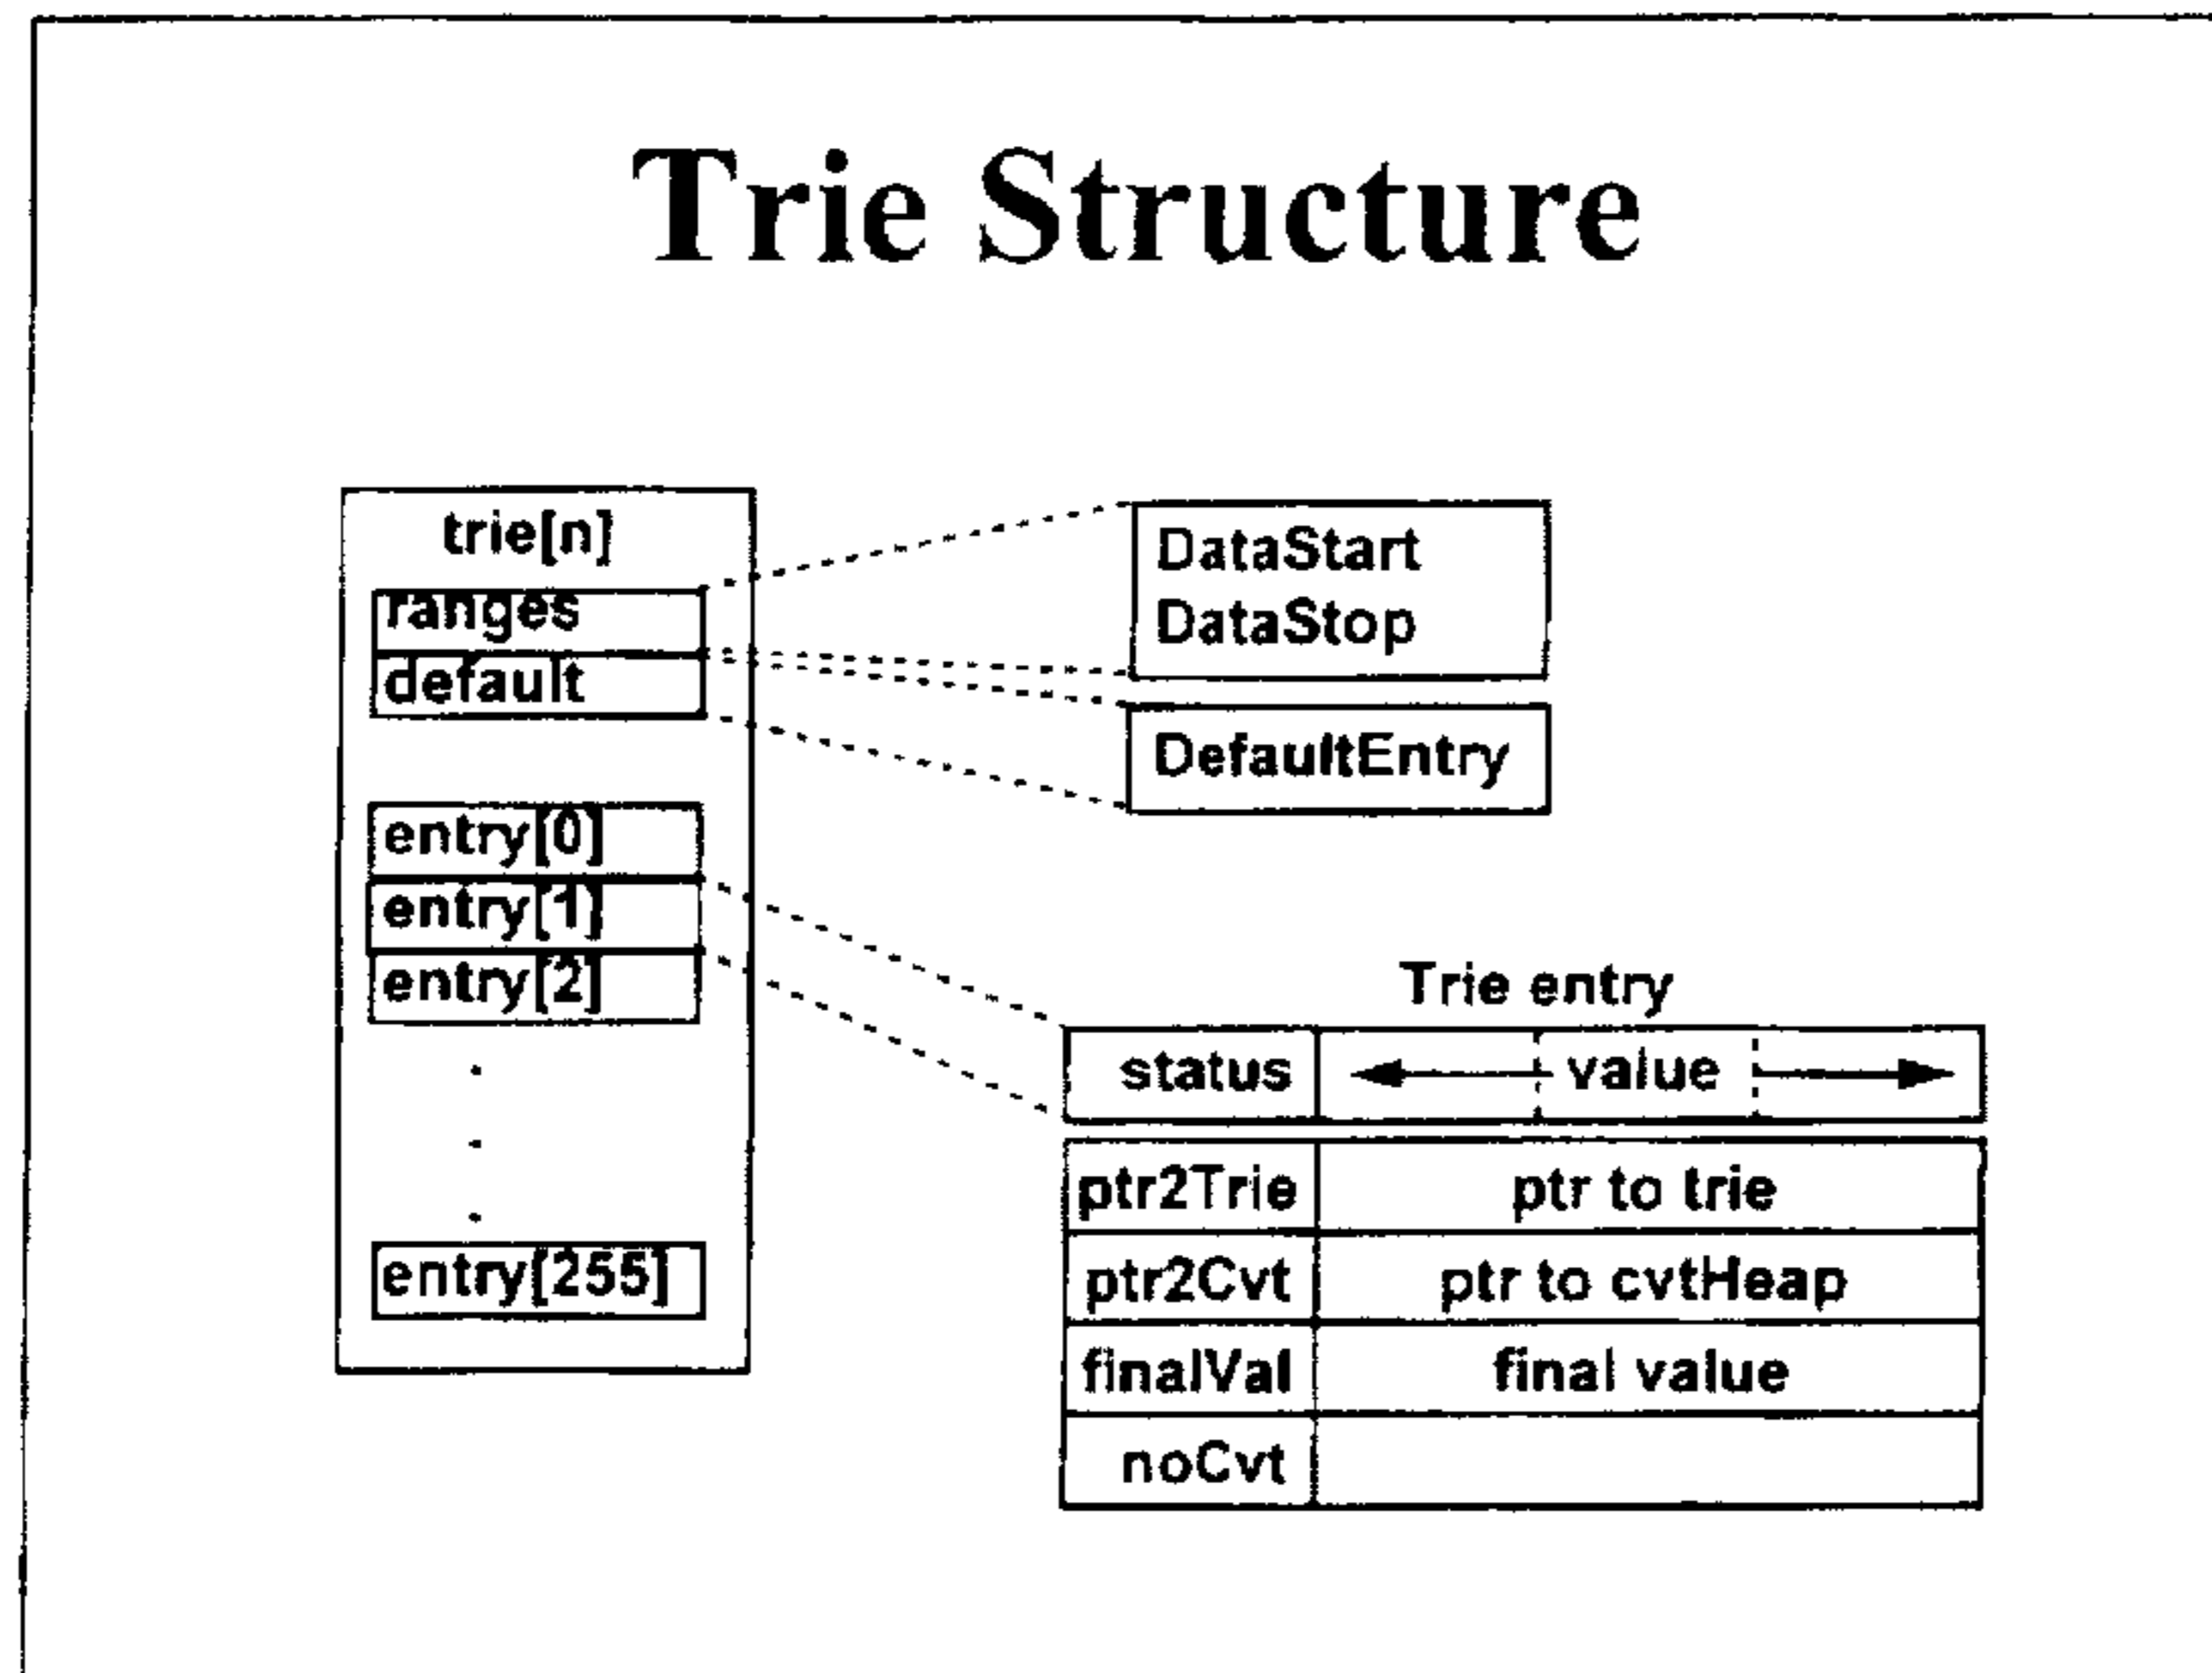 Trie Structure
trie[n]
ranges
default
entry[0]
entry[1]
entry[2]
.
.
.
entry[255]
DataStart
DataStop
DefaultEntry
Trie entry
status value
ptr2Trie ptr to trie
ptr2Cvt ptr to cvtHeap
finalVal final value
noCvt